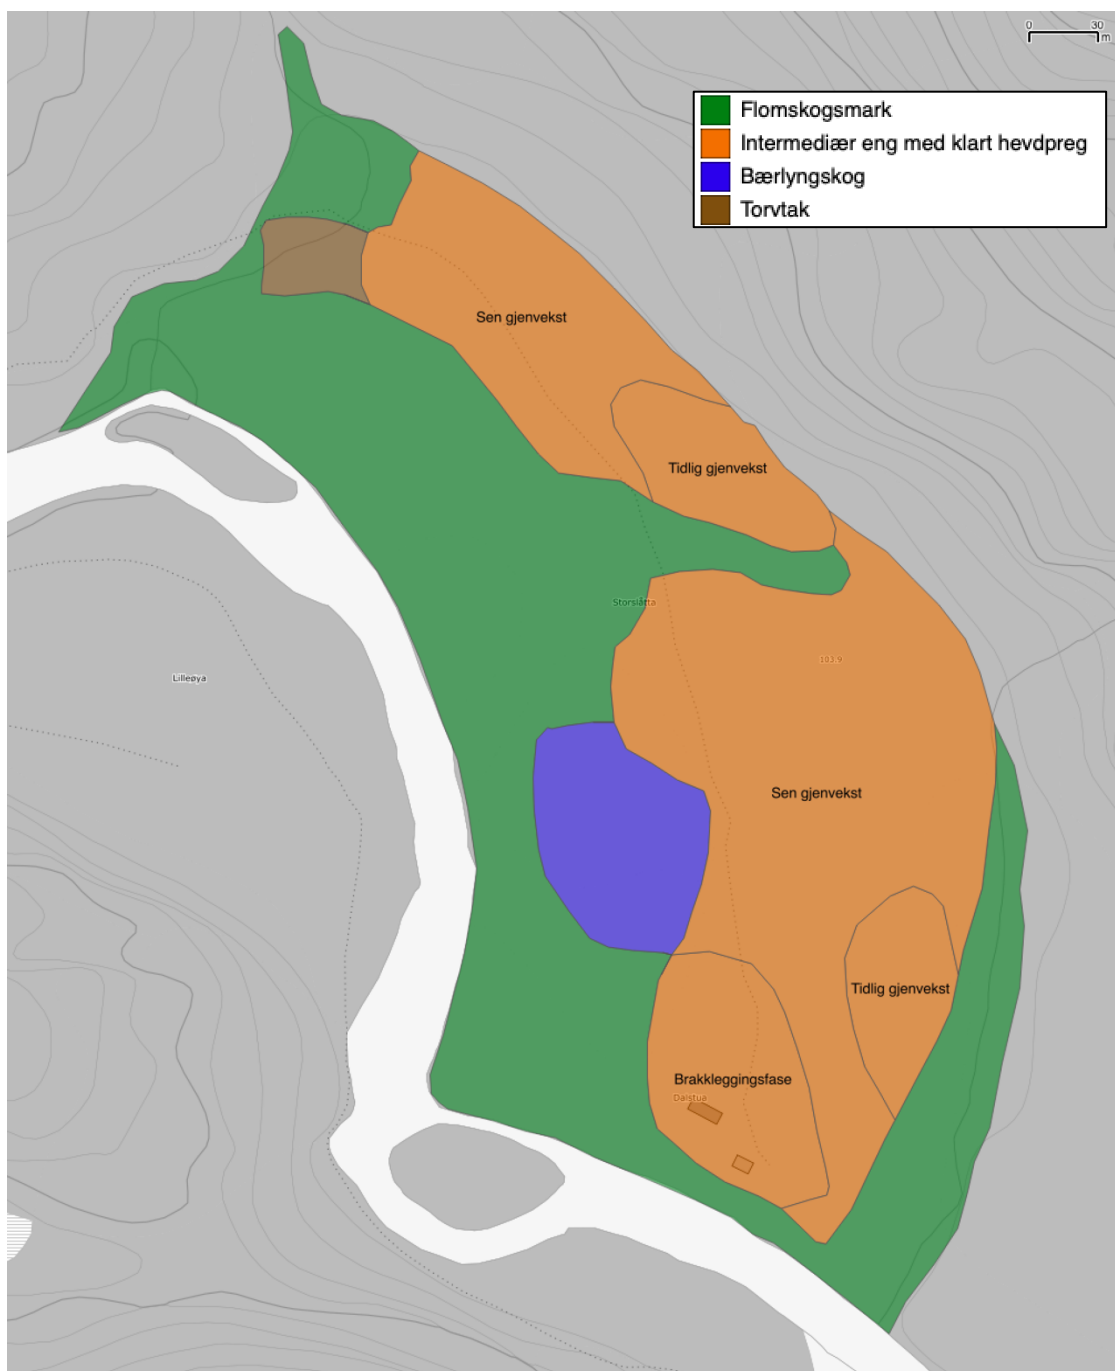 0 30
m
Flomskogsmark
Intermediær eng med klart hevdpreg
Bærlyngskog
Torvtak
Sen gjenvekst
Tidlig gjenvekst
Storslåtta
103.9
Lilleøya
Sen gjenvekst
Tidlig gjenvekst
Brakkleggingsfase
Dalstua